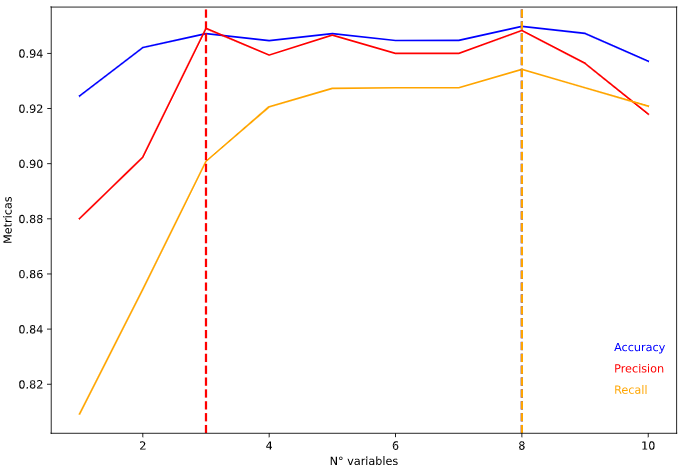 Metricas
0.94
0.92
0.90
0.88
0.86
0.84
0.82
Accuracy
Precision
Recall
2
4
6
8
10
N° variables